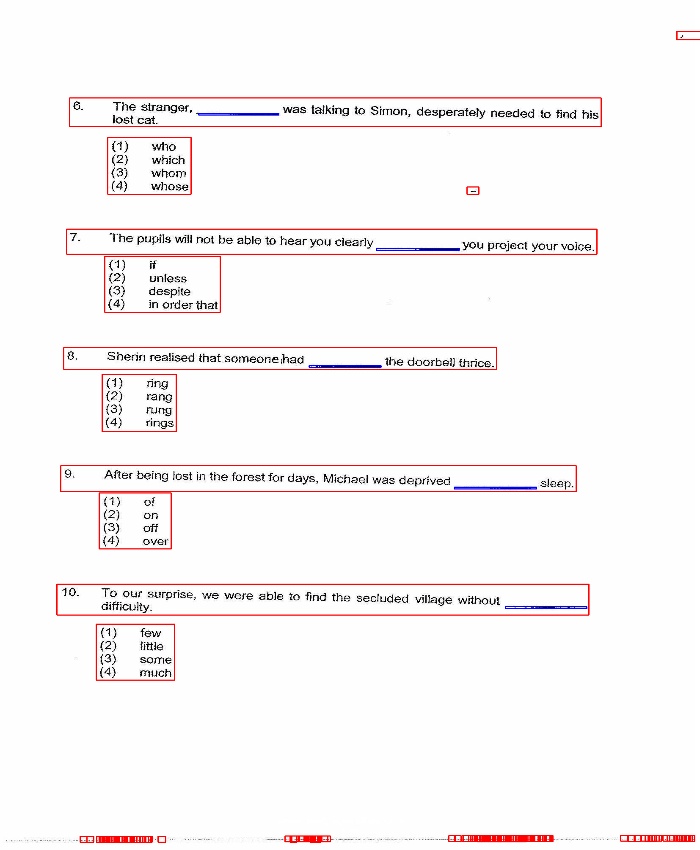 6. The stranger, __________ was talking to Simon, desperately needed to find his
lost cat.
(1) who
(2) which
(3) whom
(4) whose
7. The pupils will not be able to hear you clearly __________ you project your voice.
(1) if
(2) unless
(3) despite
(4) in order that
8. Sherin realised that someone had __________ the doorbell thrice.
(1) ring
(2) rang
(3) rung
(4) rings
9. After being lost in the forest for days, Michael was deprived __________ sleep.
(1) of
(2) on
(3) off
(4) over
10. To our surprise, we were able to find the secluded village without __________
difficulty.
(1) few
(2) little
(3) some
(4) much